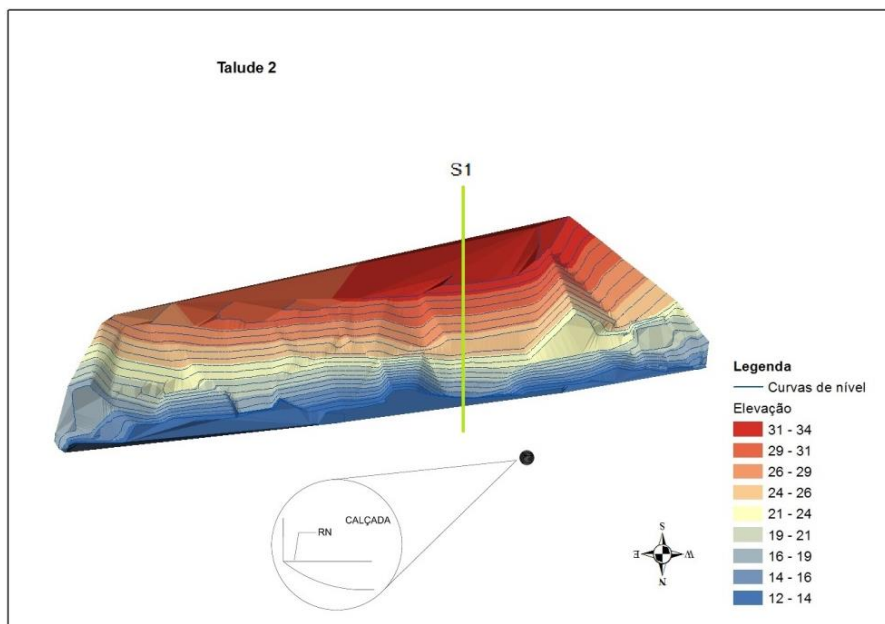 Talude 2
S1
CALÇADA
RN
Legenda
Curvas de nível
Elevação
31 - 34
29 - 31
26 - 29
24 - 26
21 - 24
19 - 21
16 - 19
14 - 16
12 - 14
S
E
W
N